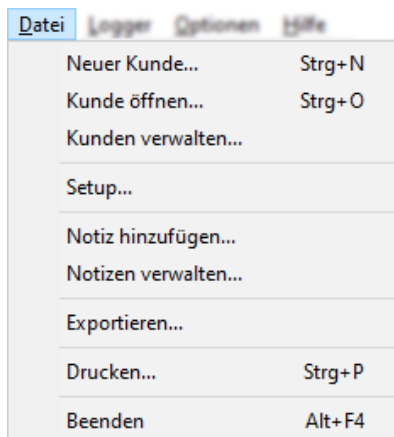 Datei Logger Optionen Hilfe
Neuer Kunde... Strg+N
Kunde öffnen... Strg+O
Kunden verwalten...
Setup...
Notiz hinzufügen...
Notizen verwalten...
Exportieren...
Drucken... Strg+P
Beenden Alt+F4